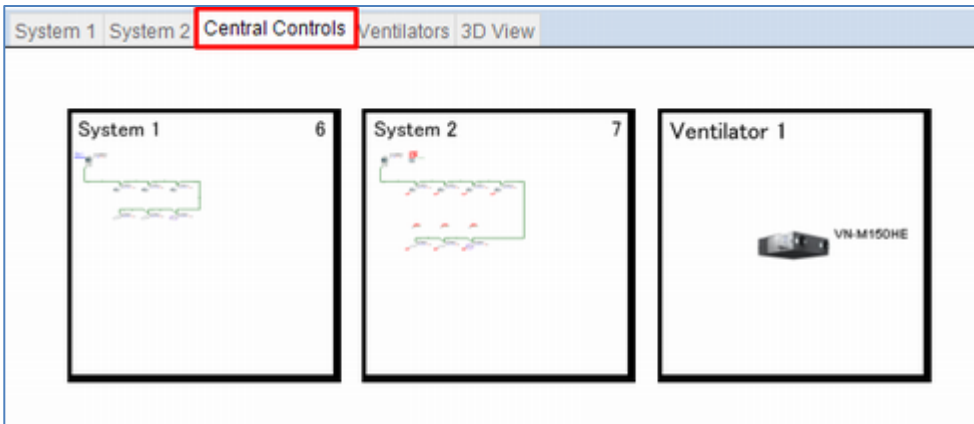 System 1 System 2 Central Controls Ventilators 3D View
System 1 6
System 2 7
Ventilator 1
VN-M150HE